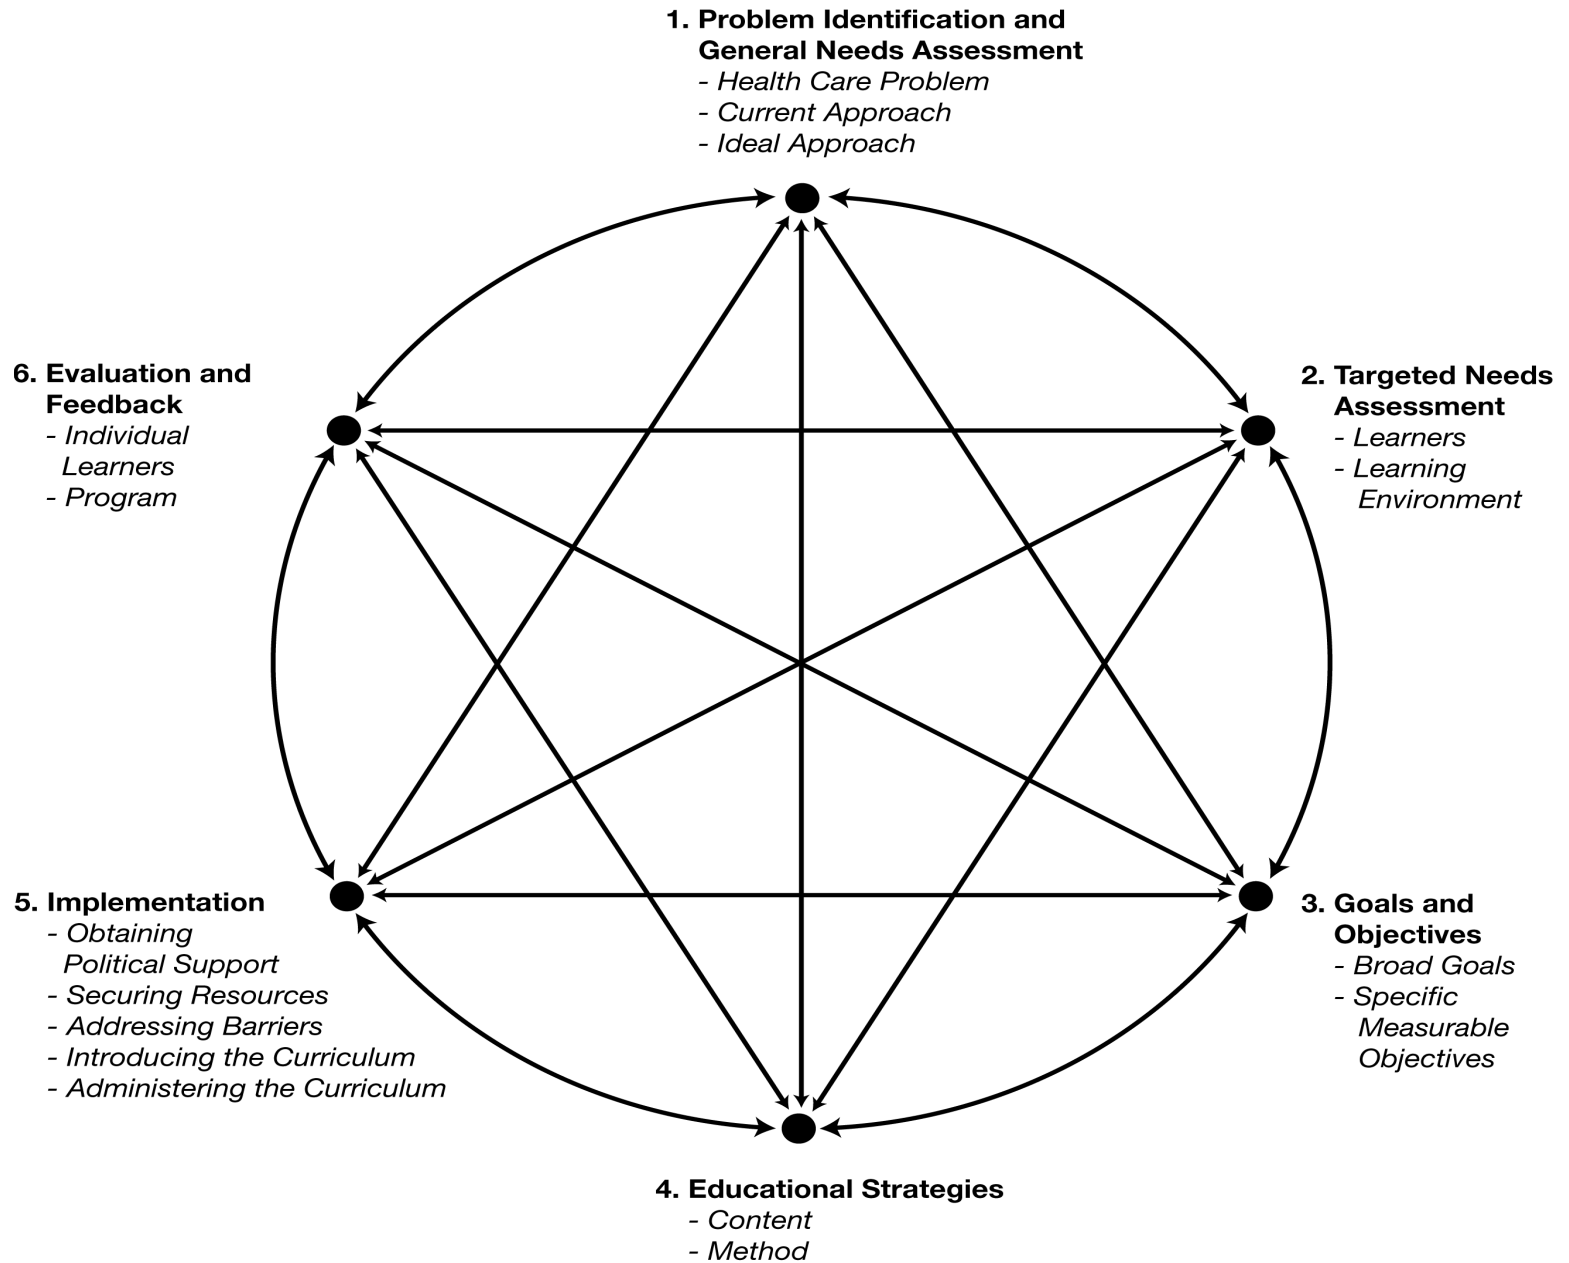 1. Problem Identification and
General Needs Assessment
- Health Care Problem
- Current Approach
- Ideal Approach
2. Targeted Needs
Assessment
- Learners
- Learning
Environment
3. Goals and
Objectives
- Broad Goals
- Specific
Measurable
Objectives
4. Educational Strategies
- Content
- Method
5. Implementation
- Obtaining
Political Support
- Securing Resources
- Addressing Barriers
- Introducing the Curriculum
- Administering the Curriculum
6. Evaluation and
Feedback
- Individual
Learners
- Program